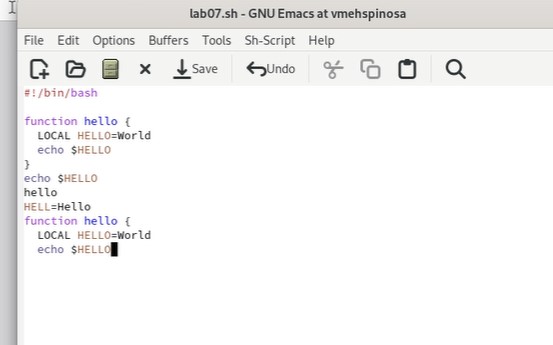 lab07.sh - GNU Emacs at vmehspinosa
File Edit Options Buffers Tools Sh-Script Help
Save Undo
#!/bin/bash
function hello {
LOCAL HELLO=World
echo $HELLO
}
echo $HELLO
hello
HELL=Hello
function hello {
LOCAL HELLO=World
echo $HELLO